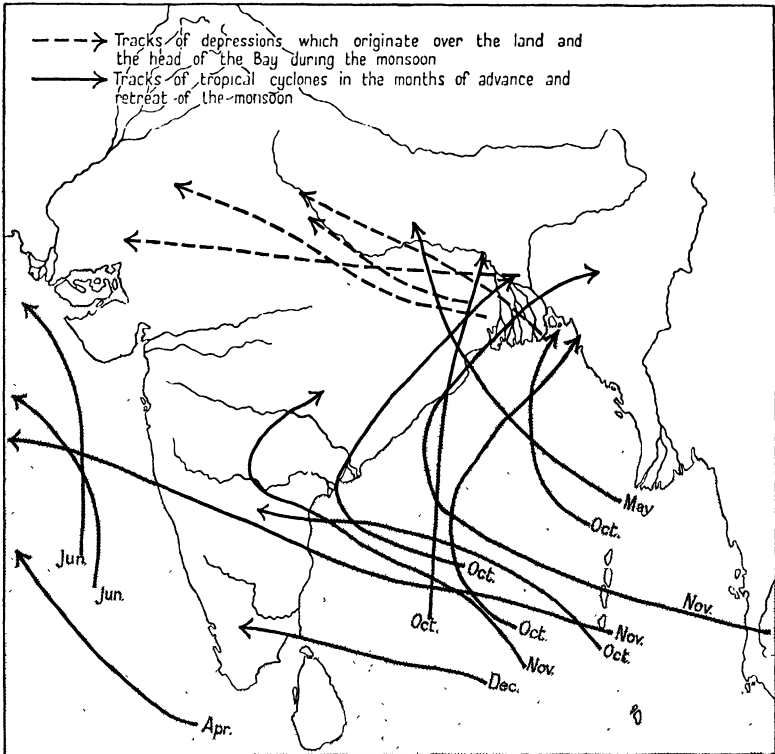 Tracks of depressions which originate over the land and
the head of the Bay during the monsoon
Tracks of tropical cyclones in the months of advance and
retreat of the monsoon
May
Oct.
Jun.
Oct.
Jun.
Nov.
Oct.
Oct.
Nov.
Oct.
Nov.
Dec.
Apr.